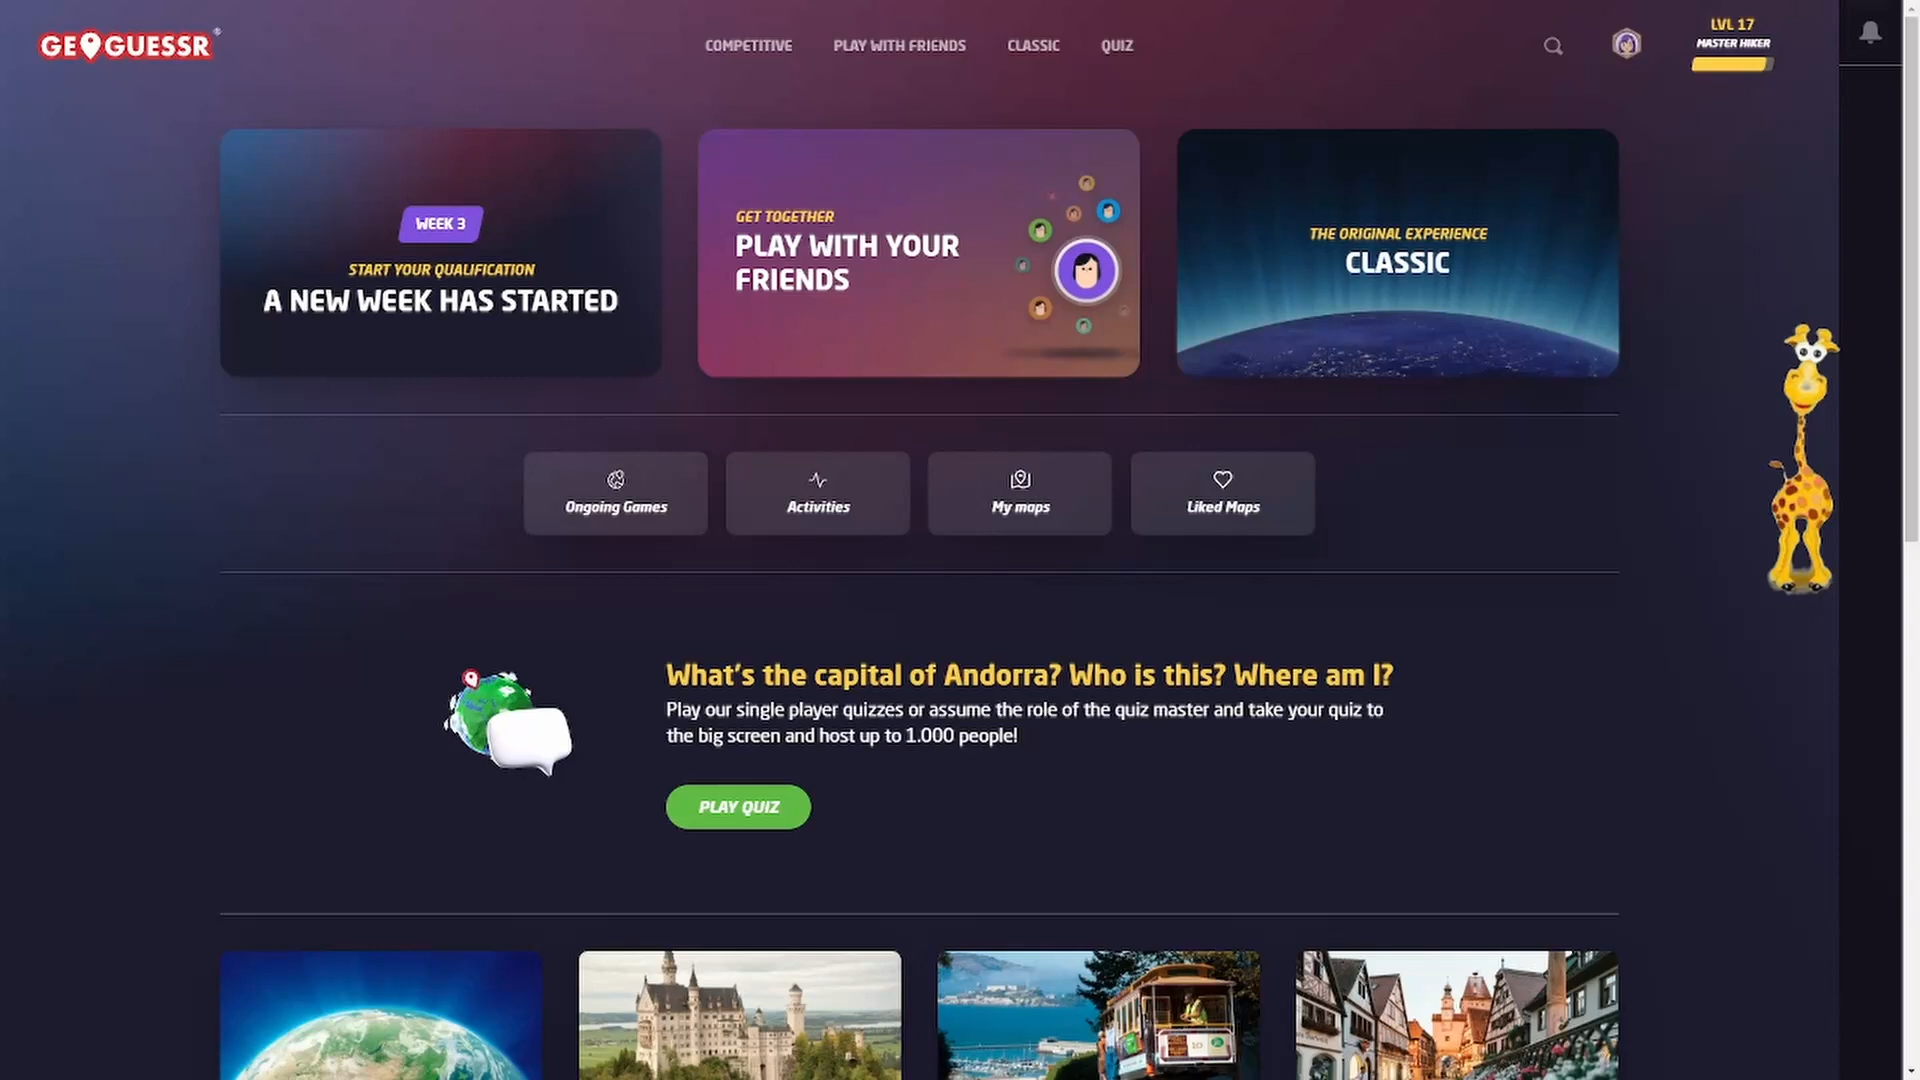 GEOGUESSR
COMPETITIVE
PLAY WITH FRIENDS
CLASSIC
QUIZ
LVL 17
MASTER HIKER
WEEK 3
START YOUR QUALIFICATION
A NEW WEEK HAS STARTED
GET TOGETHER
PLAY WITH YOUR
FRIENDS
THE ORIGINAL EXPERIENCE
CLASSIC
Ongoing Games
Activities
My maps
Liked Maps
What's the capital of Andorra? Who is this? Where am I?
Play our single player quizzes or assume the role of the quiz master and take your quiz to
the big screen and host up to 1.000 people!
PLAY QUIZ